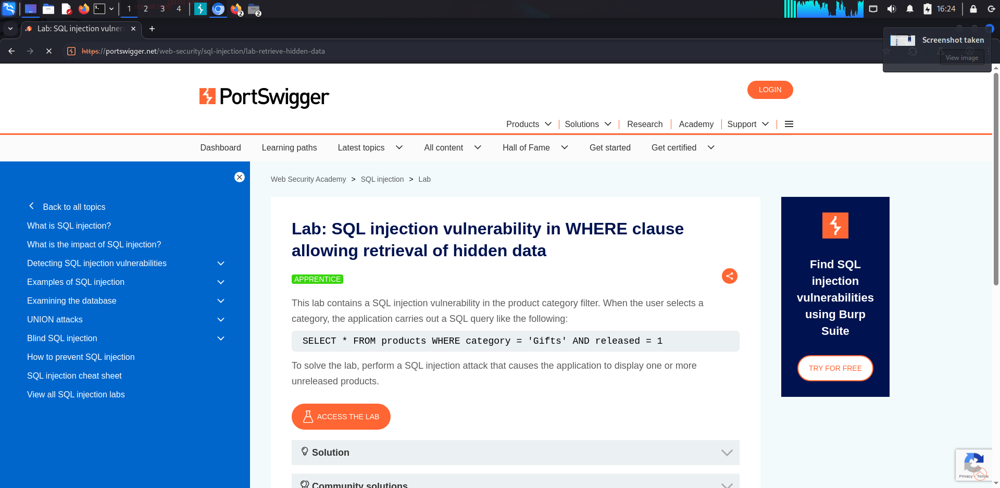 1 2 3 4
2
2
16:24
Lab: SQL injection vulner
Screenshot taken
View image
https://portswigger.net/web-security/sql-injection/lab-retrieve-hidden-data
PortSwigger
LOGIN
Products
Solutions
Research
Academy
Support
Dashboard
Learning paths
Latest topics
All content
Hall of Fame
Get started
Get certified
Back to all topics
What is SQL injection?
What is the impact of SQL injection?
Detecting SQL injection vulnerabilities
Examples of SQL injection
Examining the database
UNION attacks
Blind SQL injection
How to prevent SQL injection
SQL injection cheat sheet
View all SQL injection labs
Web Security Academy > SQL injection > Lab
Lab: SQL injection vulnerability in WHERE clause
allowing retrieval of hidden data
APPRENTICE
This lab contains a SQL injection vulnerability in the product category filter. When the user selects a
category, the application carries out a SQL query like the following:
SELECT * FROM products WHERE category = 'Gifts' AND released = 1
To solve the lab, perform a SQL injection attack that causes the application to display one or more
unreleased products.
ACCESS THE LAB
Solution
Community solutions
Find SQL
injection
vulnerabilities
using Burp
Suite
TRY FOR FREE
Privacy - Terms